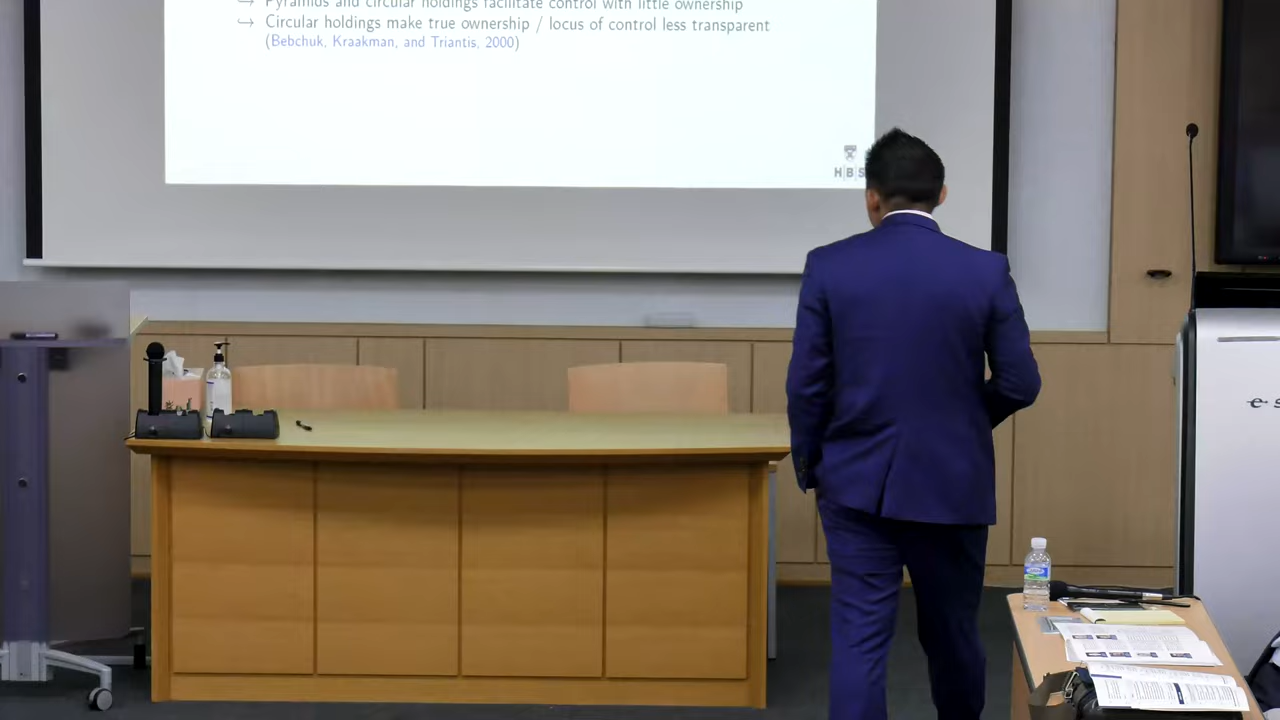 ↪ Pyramids and circular holdings facilitate control with little ownership
↪ Circular holdings make true ownership / locus of control less transparent
(Bebchuk, Kraakman, and Triantis, 2000)
HBS
e-s